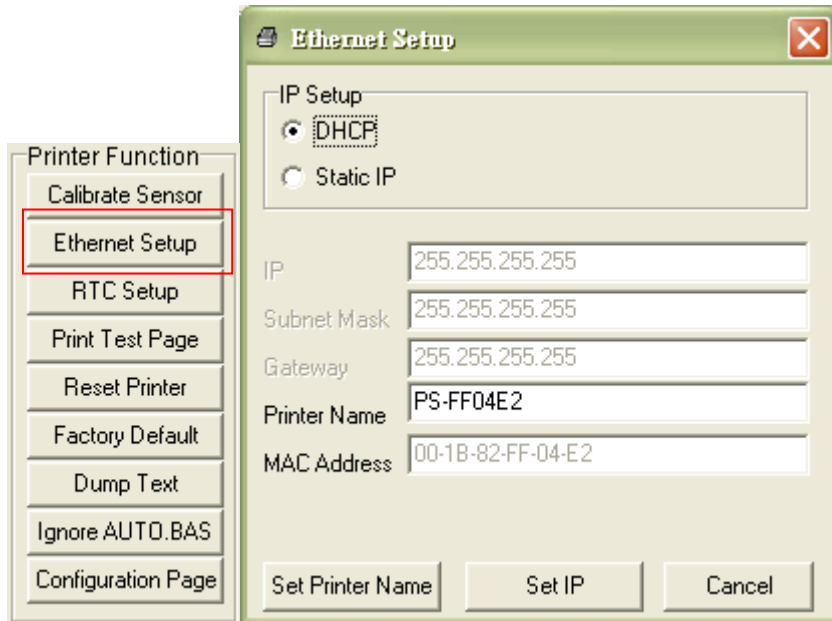 Printer Function
Calibrate Sensor
Ethernet Setup
RTC Setup
Print Test Page
Reset Printer
Factory Default
Dump Text
Ignore AUTO.BAS
Configuration Page
Ethernet Setup
IP Setup
DHCP
Static IP
IP 255.255.255.255
Subnet Mask 255.255.255.255
Gateway 255.255.255.255
Printer Name PS-FF04E2
MAC Address 00-1B-82-FF-04-E2
Set Printer Name Set IP Cancel